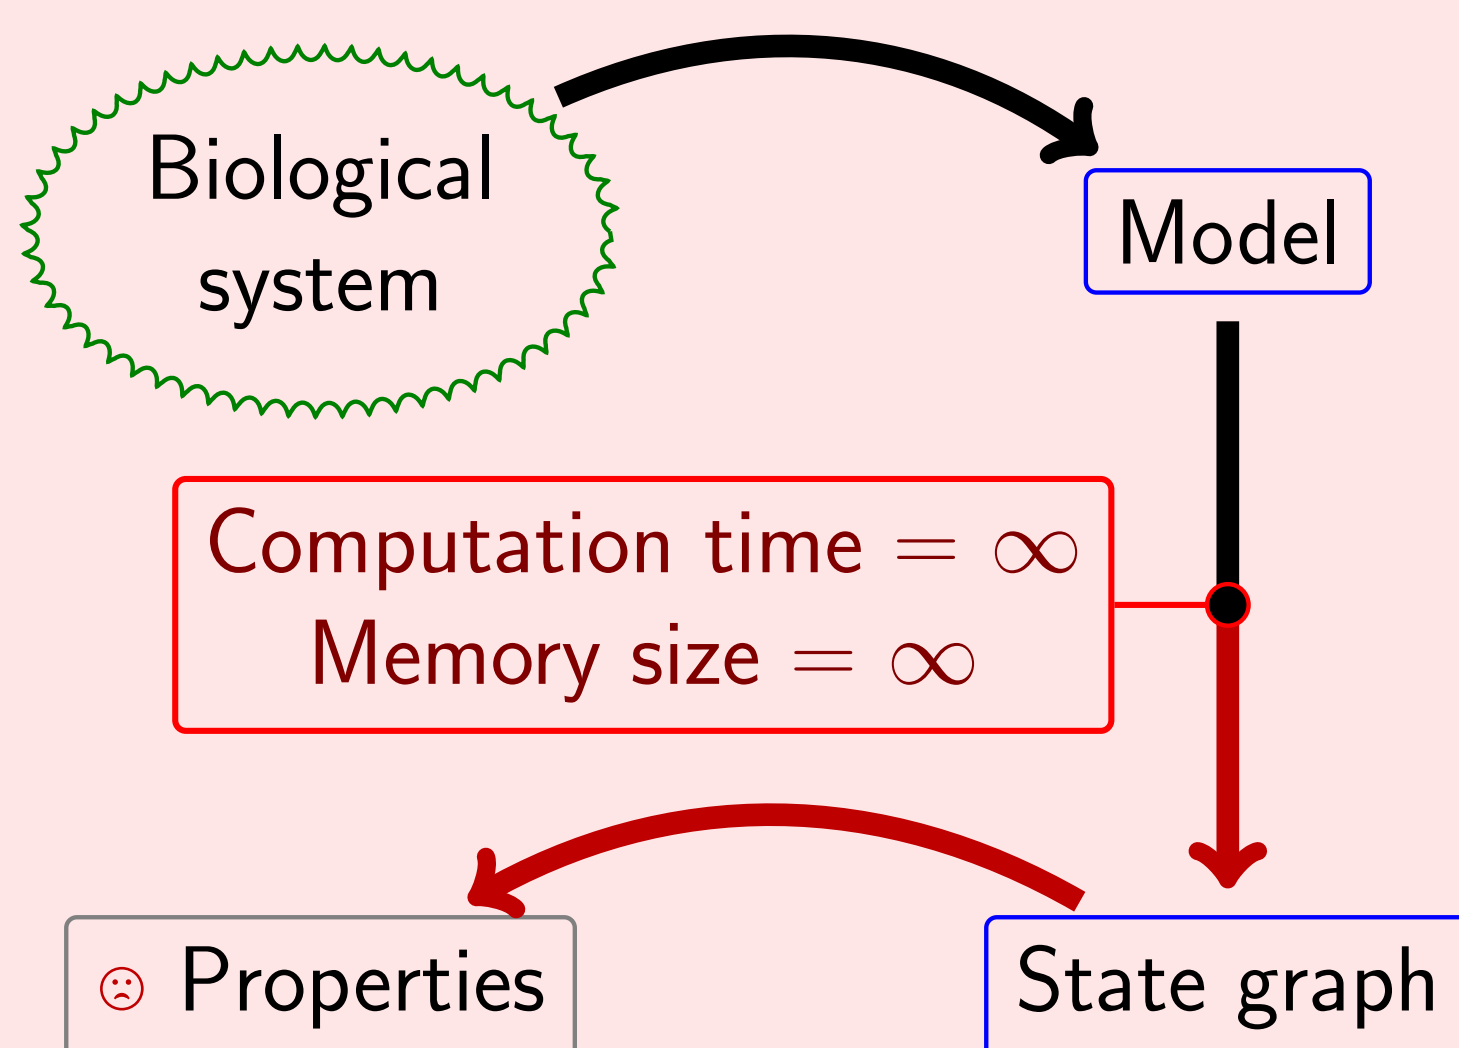 Biological
system
Model
Computation time = ∞
Memory size = ∞
☹ Properties
State graph